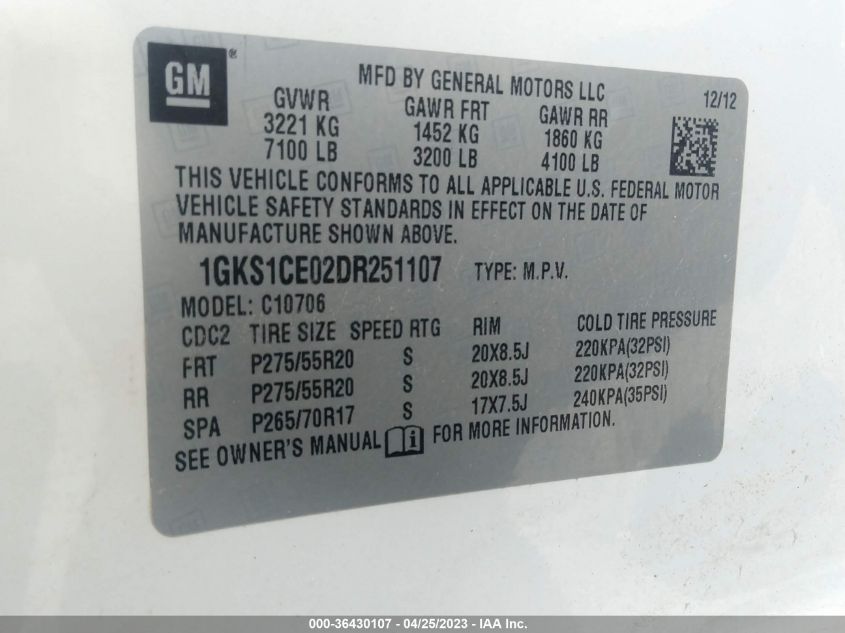 GM®
MFD BY GENERAL MOTORS LLC 12/12
GVWR GAWR FRT GAWR RR
3221 KG 1452 KG 1860 KG
7100 LB 3200 LB 4100 LB
THIS VEHICLE CONFORMS TO ALL APPLICABLE U.S. FEDERAL MOTOR
VEHICLE SAFETY STANDARDS IN EFFECT ON THE DATE OF
MANUFACTURE SHOWN ABOVE.
1GKS1CE02DR251107 TYPE: M.P.V.
MODEL: C10706
CDC2 TIRE SIZE SPEED RTG RIM COLD TIRE PRESSURE
FRT P275/55R20 S 20X8.5J 220KPA(32PSI)
RR P275/55R20 S 20X8.5J 220KPA(32PSI)
SPA P265/70R17 S 17X7.5J 240KPA(35PSI)
SEE OWNER'S MANUAL i FOR MORE INFORMATION.
000-36430107 - 04/25/2023 - IAA Inc.